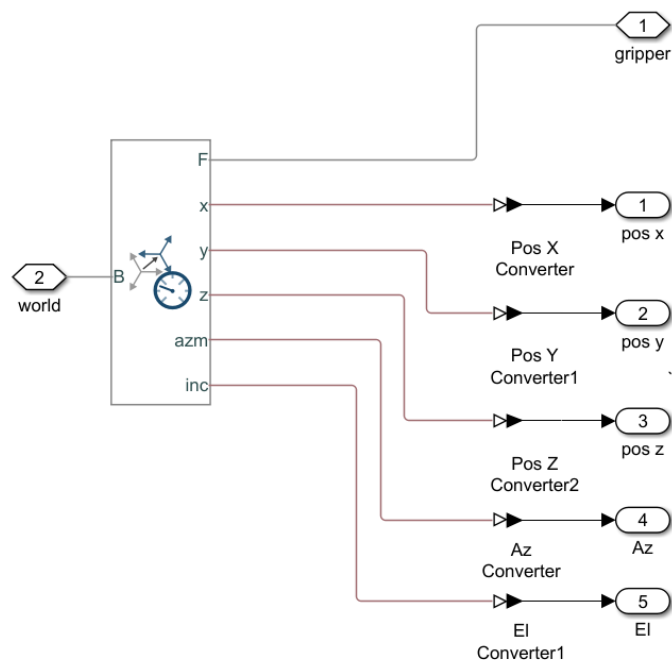 1
gripper
F
x
1
pos x
y
Pos X
Converter
B
2
world
z
2
pos y
azm
Pos Y
Converter1
`
inc
3
pos z
Pos Z
Converter2
4
Az
Az
Converter
5
El
El
Converter1